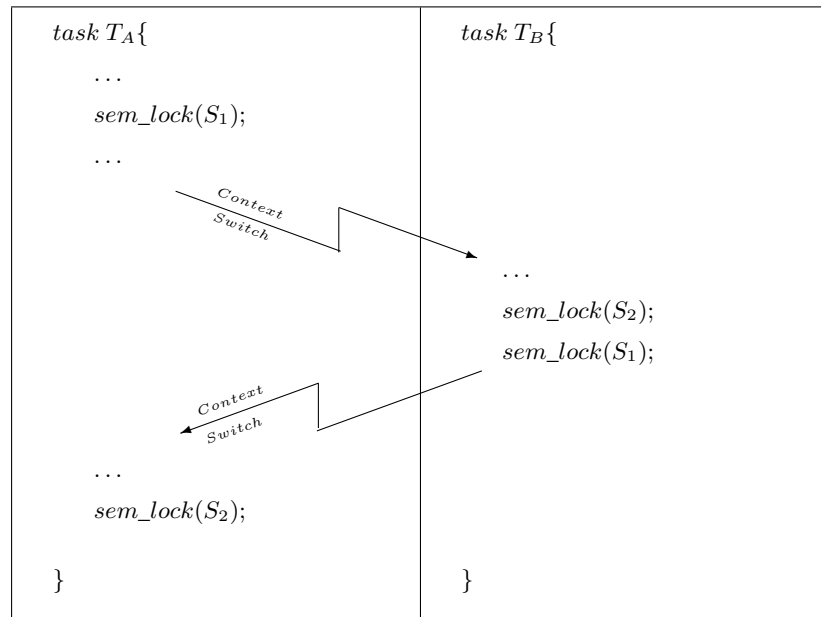 task T_A{
...
sem_lock(S_1);
...
Context
Switch
...
sem_lock(S_2);
}
task T_B{
...
sem_lock(S_2);
sem_lock(S_1);
Context
Switch
}